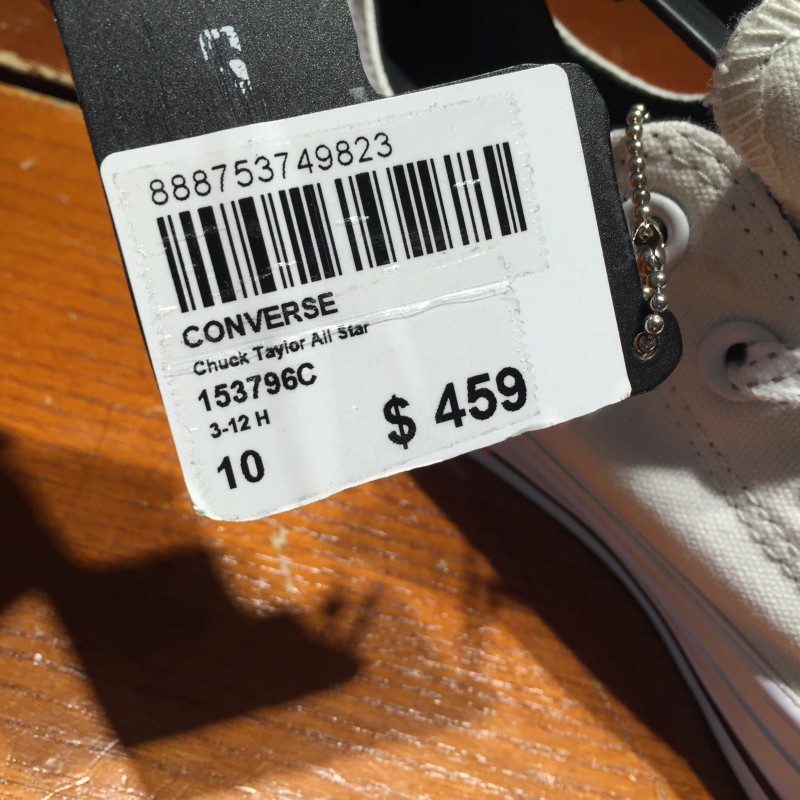 888753749823
CONVERSE
Chuck Taylor All Star
153796C
3-12 H
10
$ 459